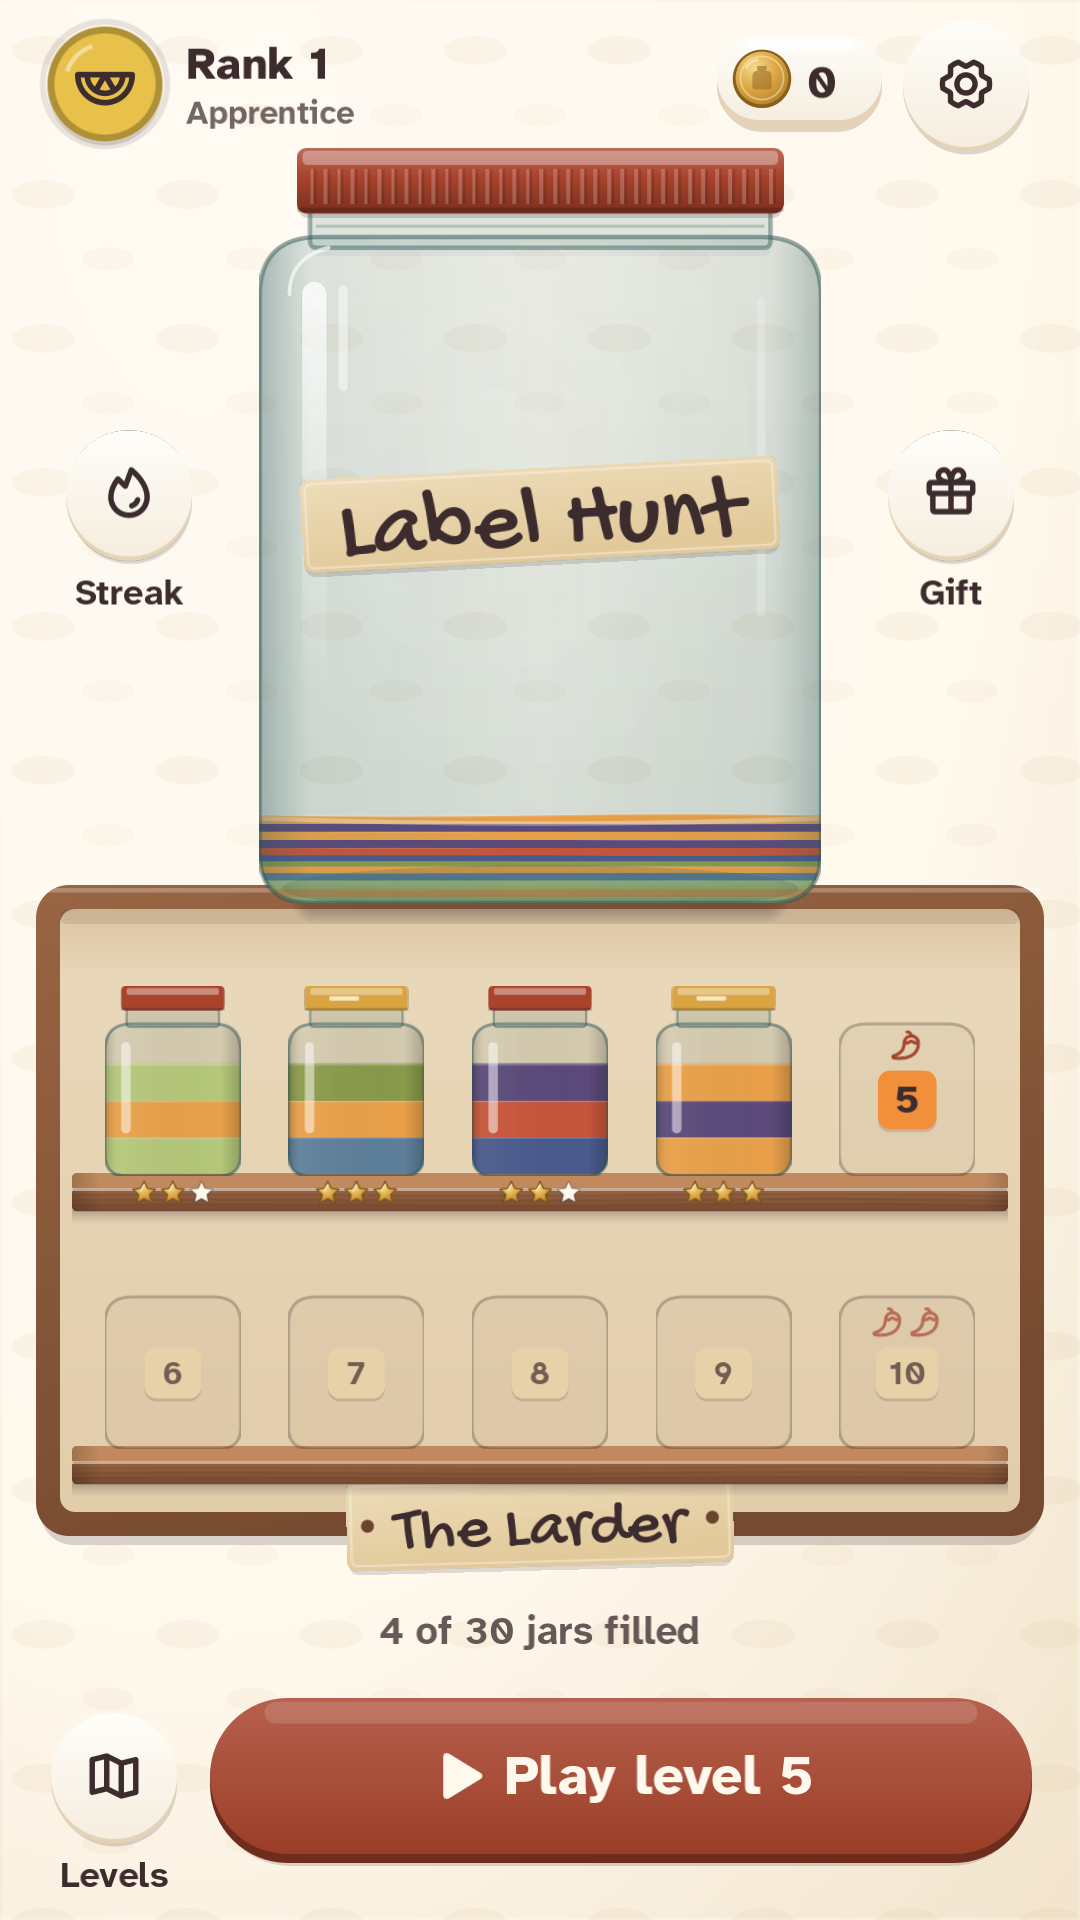 Rank 1
Apprentice
0
Label Hunt
Streak
Gift
5
6
7
8
9
10
The Larder
4 of 30 jars filled
Play level 5
Levels